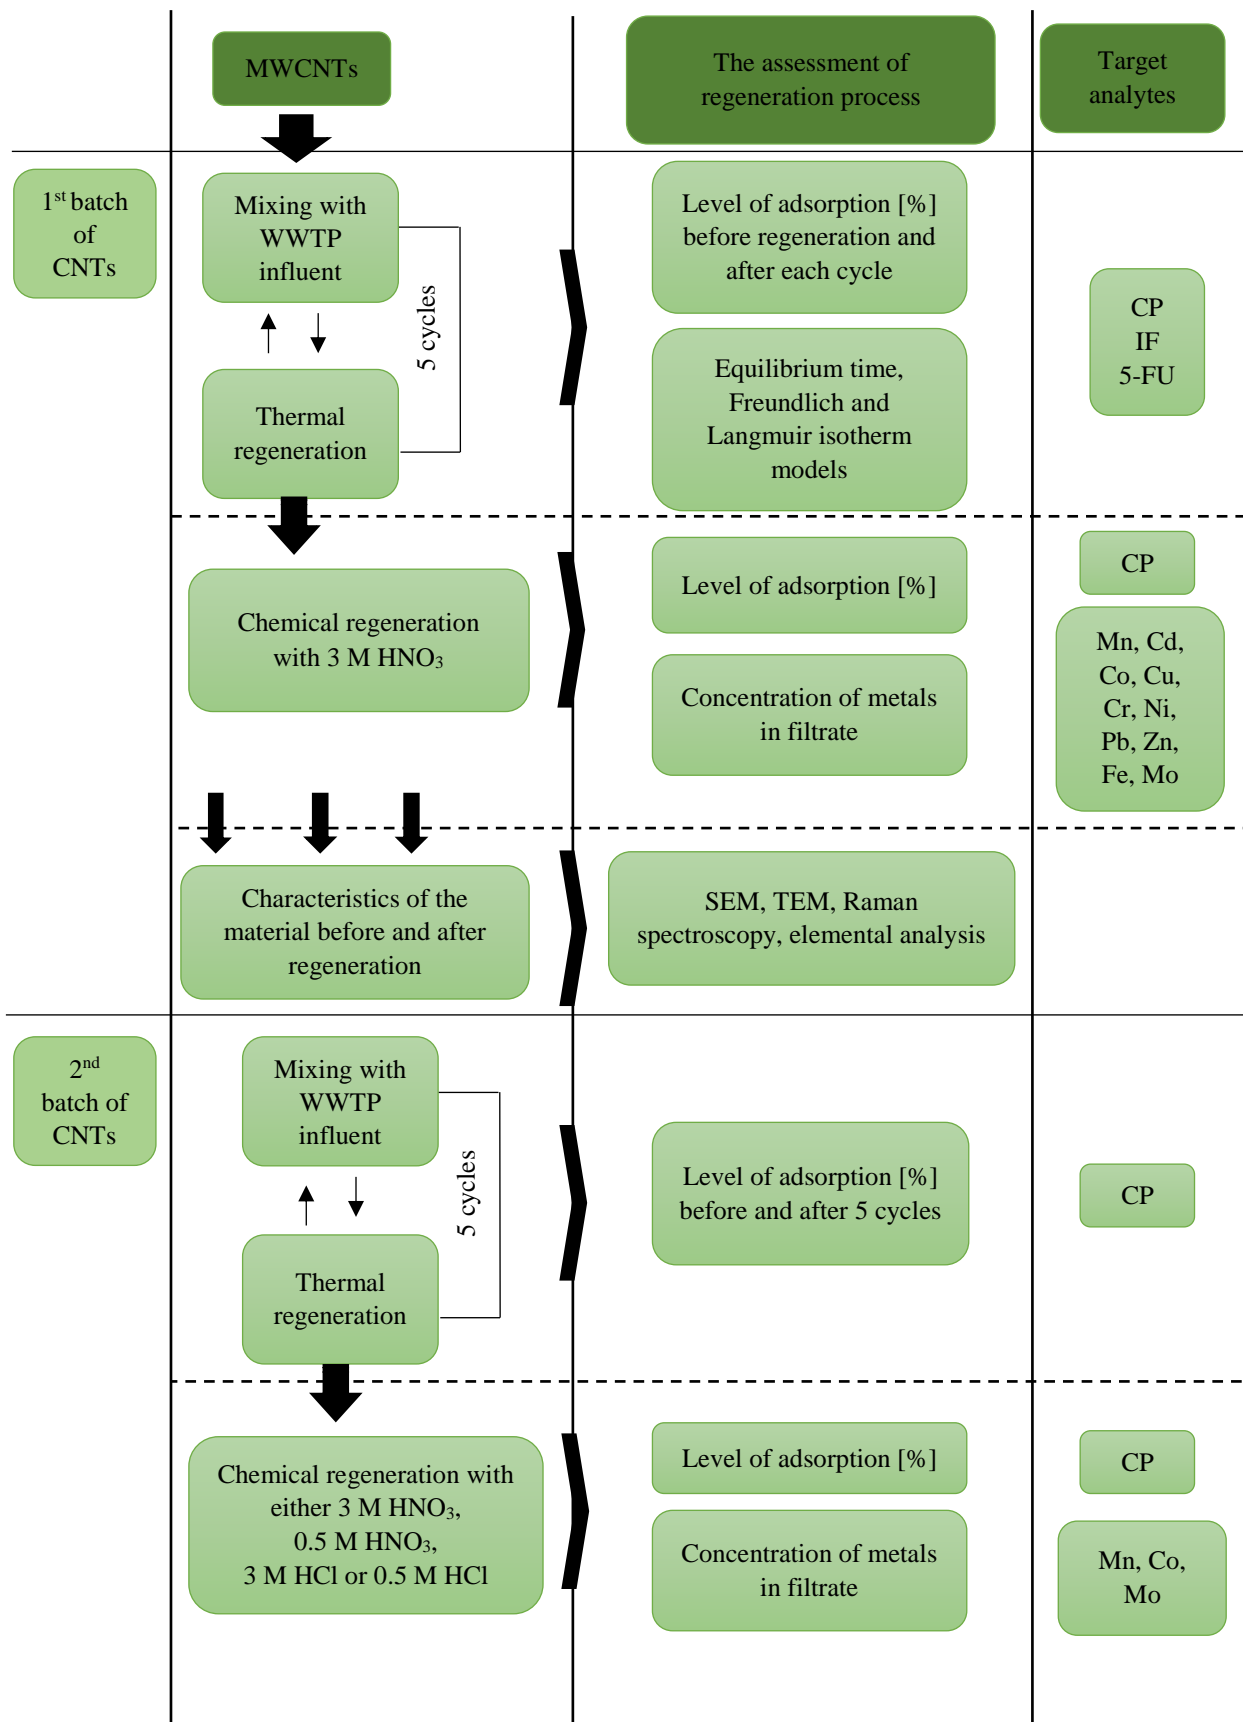 MWCNTs
The assessment of
regeneration process
Target
analytes
1st batch
of
CNTs
Mixing with
WWTP
influent
5 cycles
Thermal
regeneration
Level of adsorption [%]
before regeneration and
after each cycle
Equilibrium time,
Freundlich and
Langmuir isotherm
models
CP
IF
5-FU
Chemical regeneration
with 3 M HNO₃
Level of adsorption [%]
Concentration of metals
in filtrate
CP
Mn, Cd,
Co, Cu,
Cr, Ni,
Pb, Zn,
Fe, Mo
Characteristics of the
material before and after
regeneration
SEM, TEM, Raman
spectroscopy, elemental analysis
2nd
batch of
CNTs
Mixing with
WWTP
influent
5 cycles
Thermal
regeneration
Level of adsorption [%]
before and after 5 cycles
CP
Chemical regeneration with
either 3 M HNO₃,
0.5 M HNO₃,
3 M HCl or 0.5 M HCl
Level of adsorption [%]
Concentration of metals
in filtrate
CP
Mn, Co,
Mo